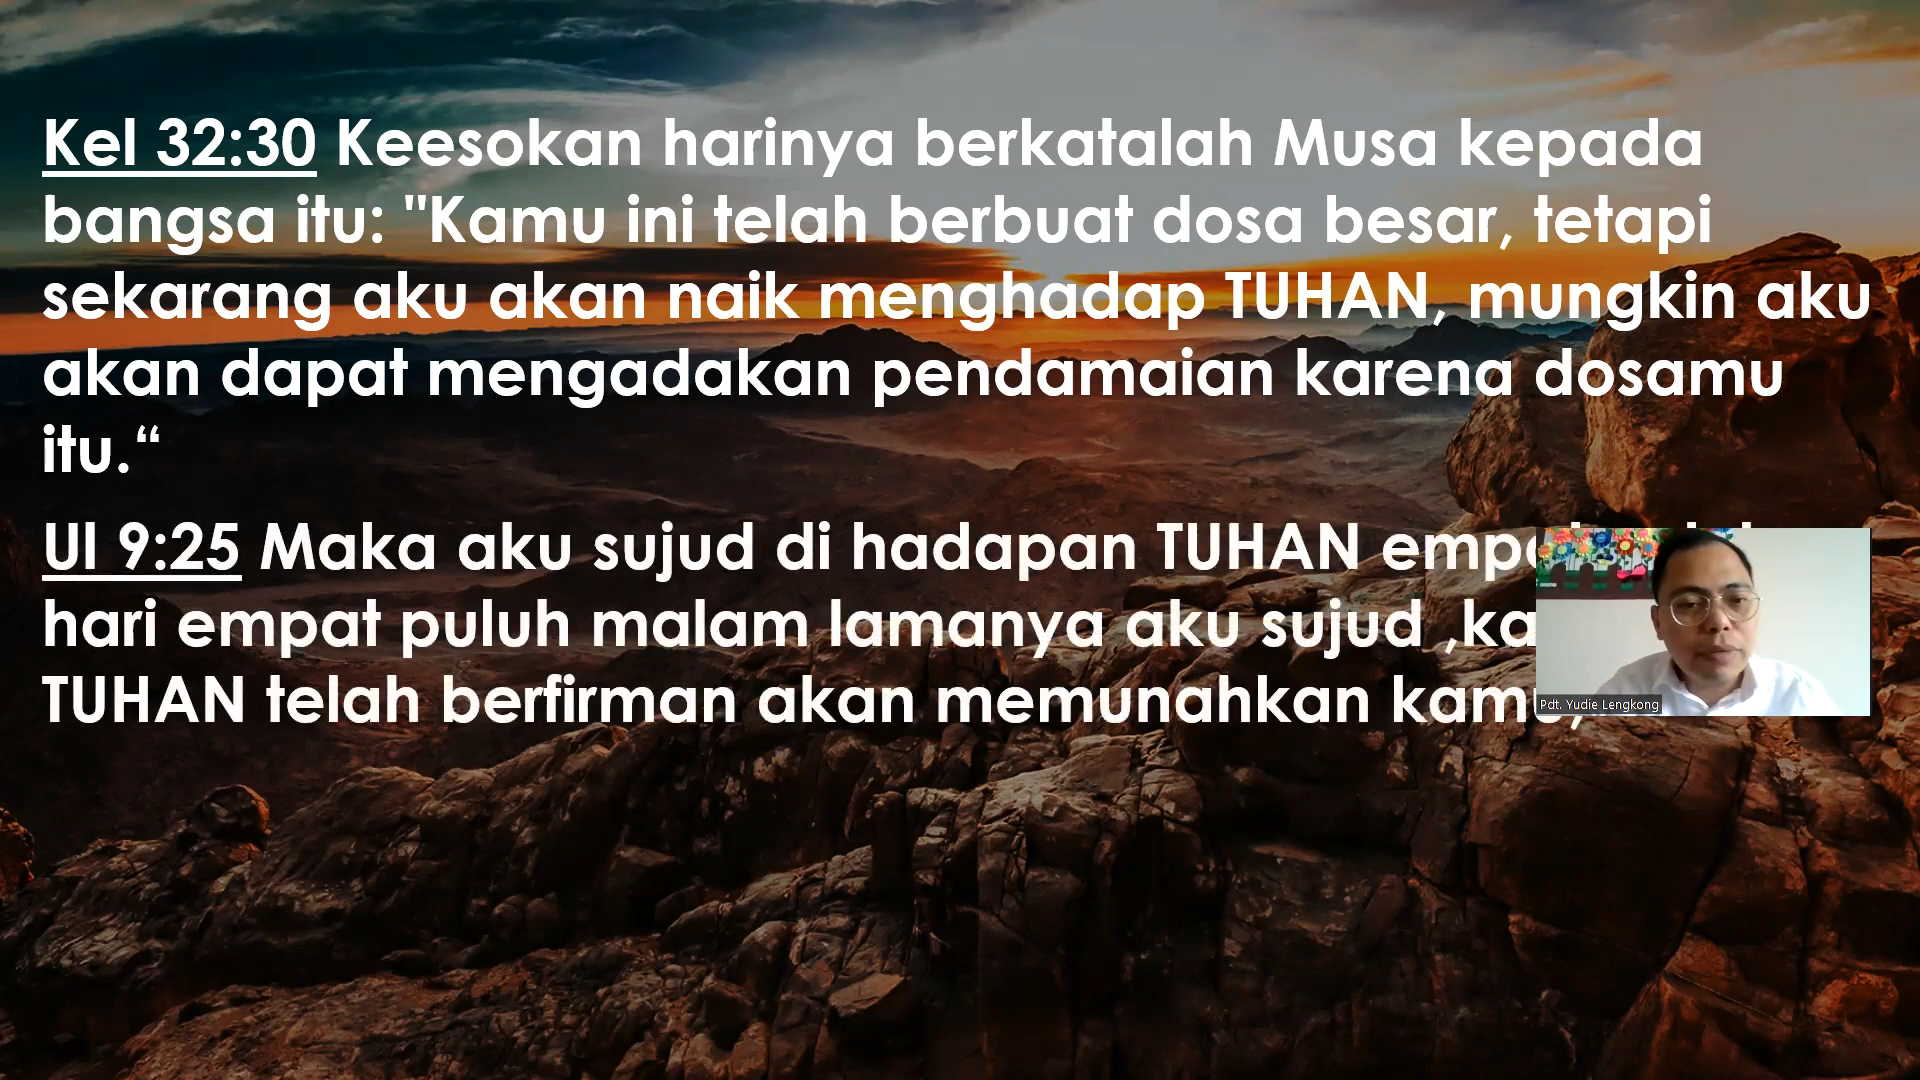 Kel 32:30 Keesokan harinya berkatalah Musa kepada
bangsa itu: "Kamu ini telah berbuat dosa besar, tetapi
sekarang aku akan naik menghadap TUHAN, mungkin aku
akan dapat mengadakan pendamaian karena dosamu
itu.“
Ul 9:25 Maka aku sujud di hadapan TUHAN
hari empat puluh malam lamanya aku sujud ,
TUHAN telah berfirman akan memunahkan kamu,
Pdt. Yudie Lengkong